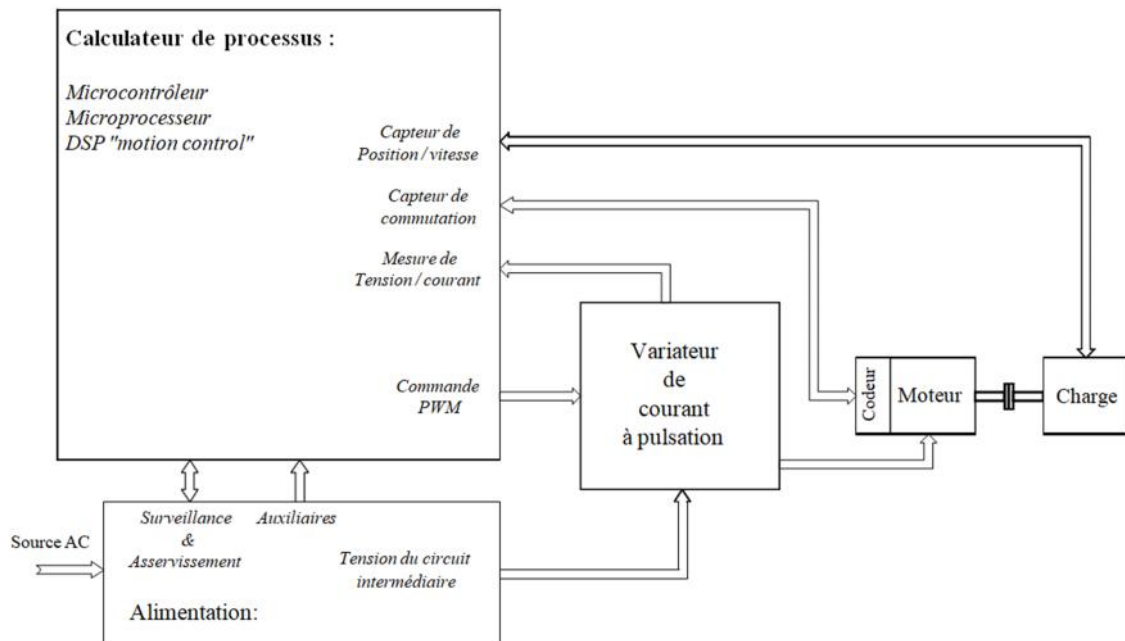 Calculateur de processus :
Microcontrôleur
Microprocesseur
DSP "motion control"
Capteur de
Position / vitesse
Capteur de
commutation
Mesure de
Tension / courant
Commande
PWM
Variateur
de
courant
à pulsation
Codeur
Moteur
Charge
Source AC
Surveillance
&
Asservissement
Auxiliaires
Tension du circuit
intermédiaire
Alimentation: